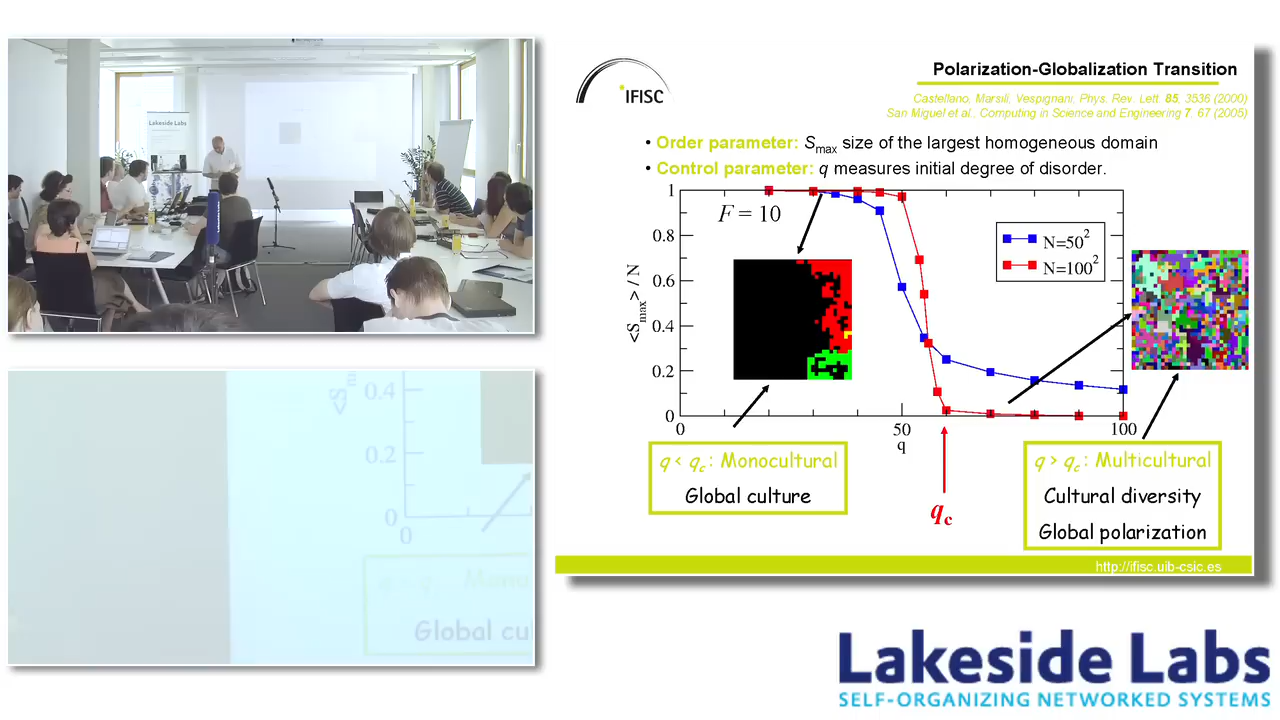 Lakeside Labs
<S
0.4
0.2
0
0
Global cu
IFISC
Polarization-Globalization Transition
Castellano, Marsili, Vespignani, Phys. Rev. Lett. 85, 3536 (2000)
San Miguel et al., Computing in Science and Engineering 7, 67 (2005)
• Order parameter: Smax size of the largest homogeneous domain
• Control parameter: q measures initial degree of disorder.
F = 10
N=50²
N=100²
<Smax> / N
1
0.8
0.6
0.4
0.2
0
0
50
100
q
q < qc : Monocultural
Global culture
qc
q > qc : Multicultural
Cultural diversity
Global polarization
http://ifisc.uib-csic.es
Lakeside Labs
SELF-ORGANIZING NETWORKED SYSTEMS